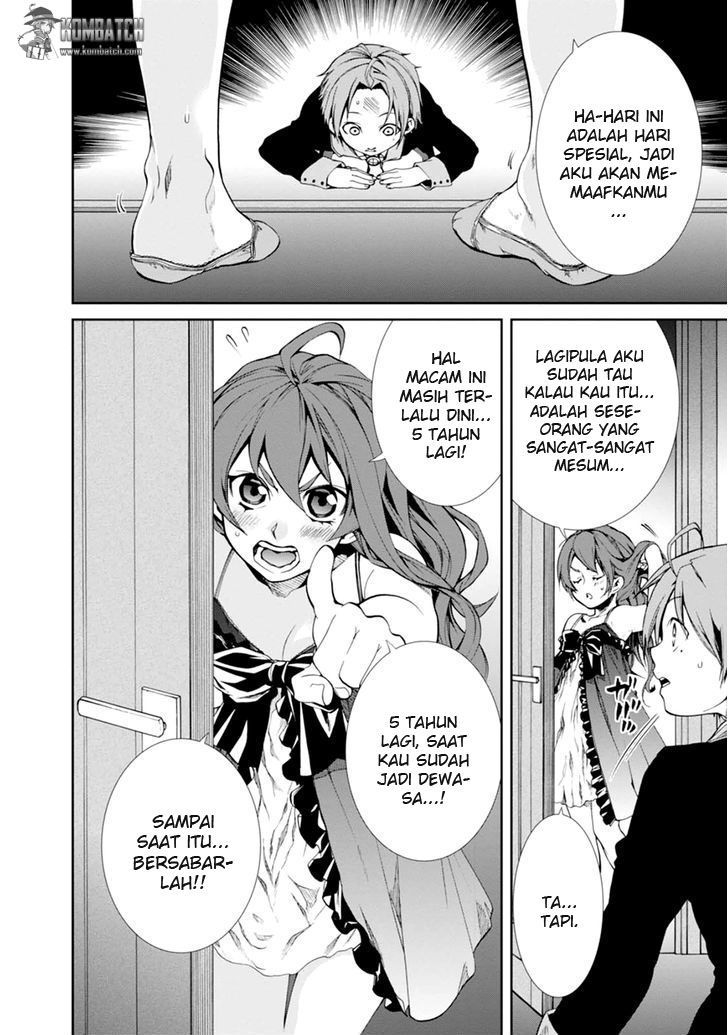 KOMBATCH
www.kombatch.com
HA-HARI INI
ADALAH HARI
SPESIAL, JADI
AKU AKAN ME-
MAAFKANMU
...
LAGIPULA AKU
SUDAH TAU
KALAU KAU ITU...
ADALAH SESE-
ORANG YANG
SANGAT-SANGAT
MESUM...
TA...
TAPI.
HAL
MACAM INI
MASIH TER-
LALU DINI...
5 TAHUN
LAGI!
5 TAHUN
LAGI, SAAT
KAU SUDAH
JADI DEWA-
SA...!
SAMPAI
SAAT ITU...
BERSABAR-
LAH!!